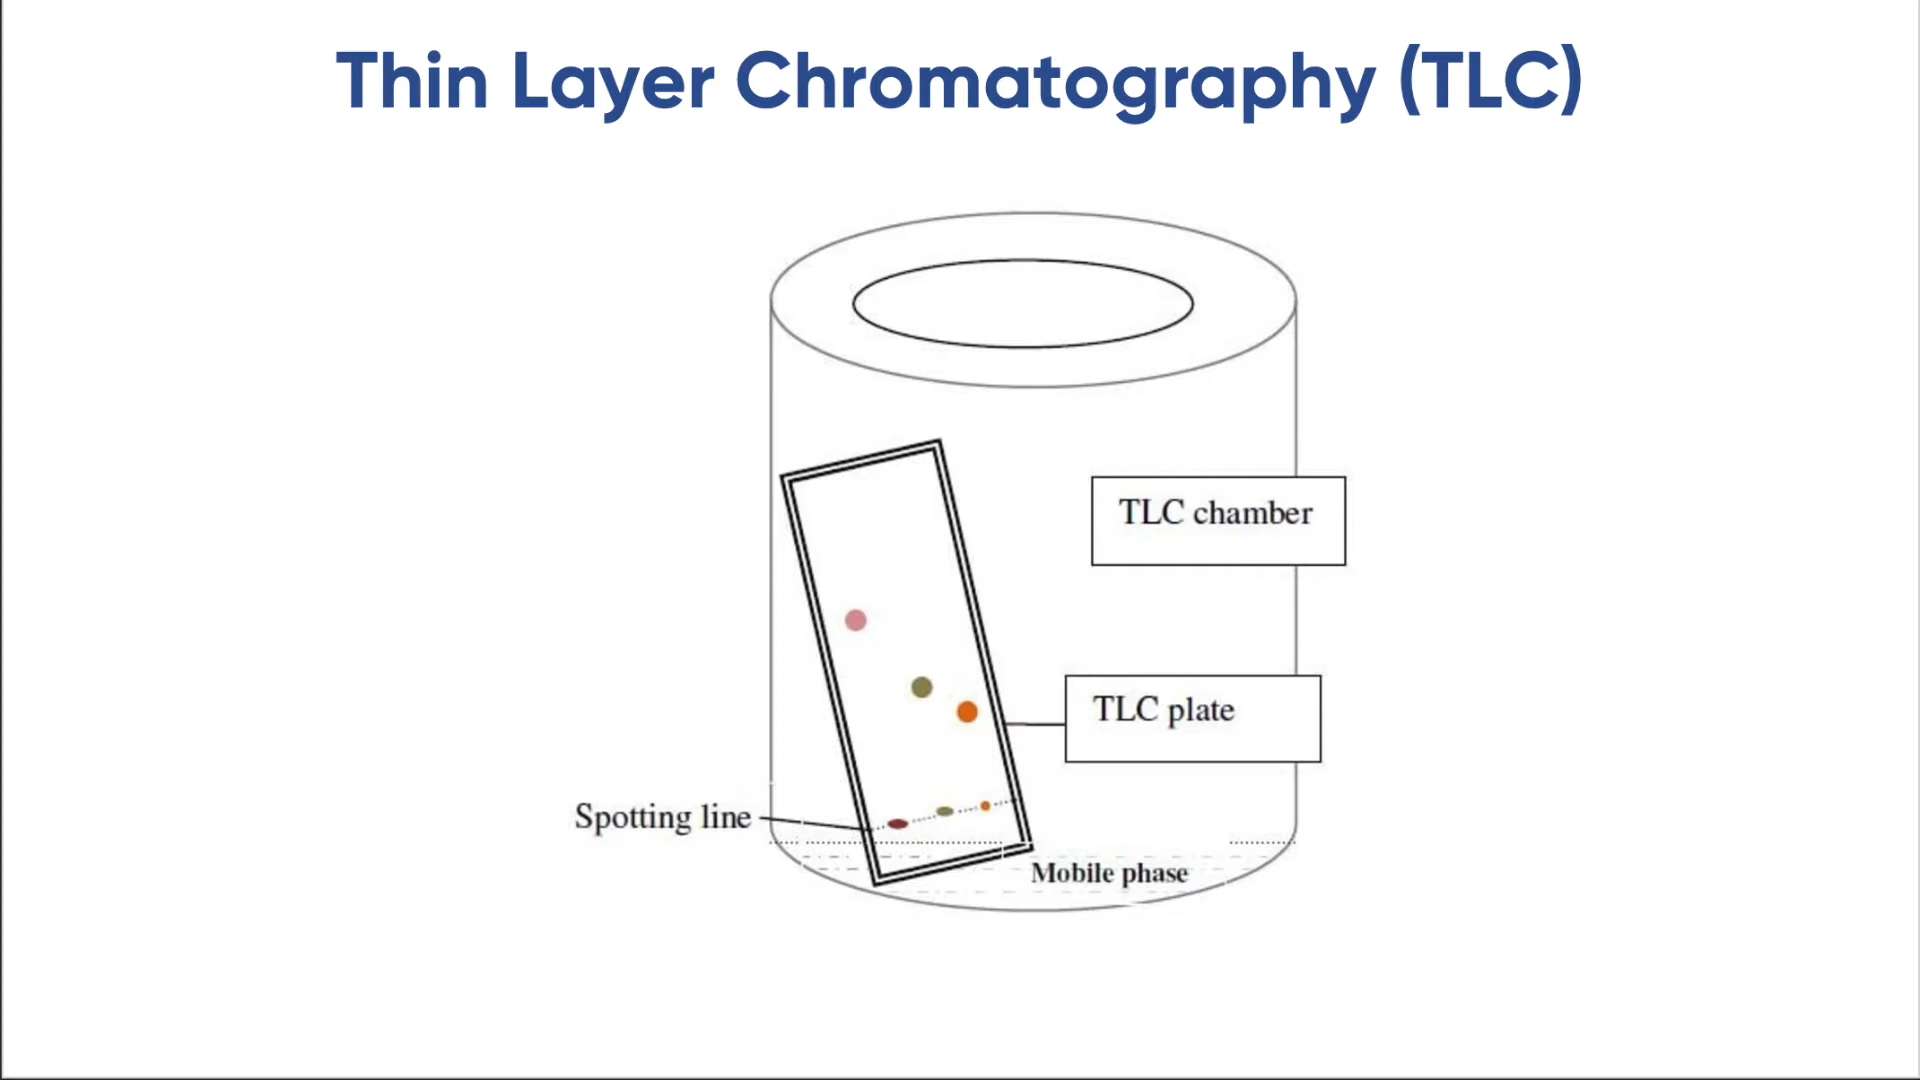 Thin Layer Chromatography (TLC)
TLC chamber
TLC plate
Spotting line
Mobile phase